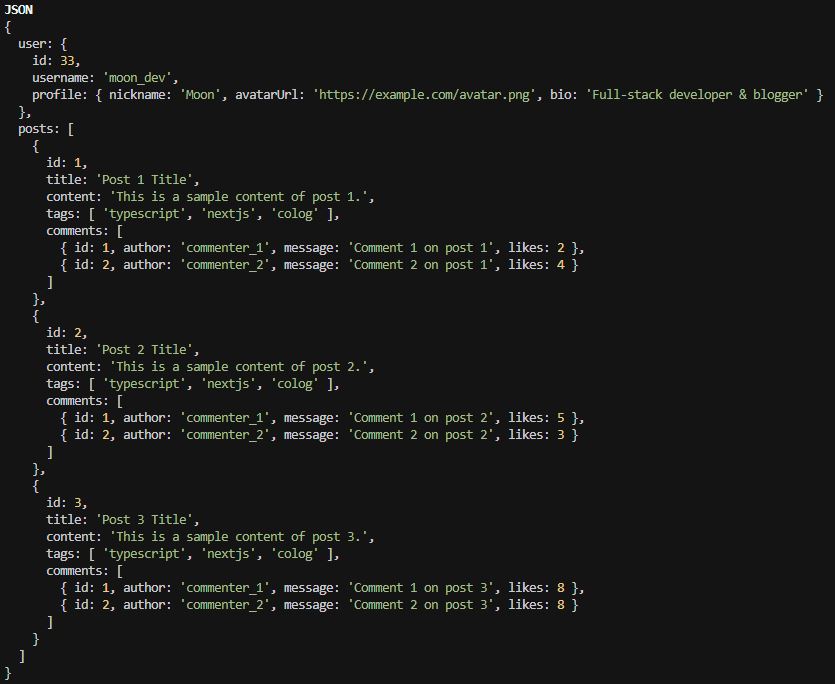 JSON
{
  user: {
    id: 33,
    username: 'moon_dev',
    profile: { nickname: 'Moon', avatarUrl: 'https://example.com/avatar.png', bio: 'Full-stack developer & blogger' }
  },
  posts: [
    {
      id: 1,
      title: 'Post 1 Title',
      content: 'This is a sample content of post 1.',
      tags: [ 'typescript', 'nextjs', 'colog' ],
      comments: [
        { id: 1, author: 'commenter_1', message: 'Comment 1 on post 1', likes: 2 },
        { id: 2, author: 'commenter_2', message: 'Comment 2 on post 1', likes: 4 }
      ]
    },
    {
      id: 2,
      title: 'Post 2 Title',
      content: 'This is a sample content of post 2.',
      tags: [ 'typescript', 'nextjs', 'colog' ],
      comments: [
        { id: 1, author: 'commenter_1', message: 'Comment 1 on post 2', likes: 5 },
        { id: 2, author: 'commenter_2', message: 'Comment 2 on post 2', likes: 3 }
      ]
    },
    {
      id: 3,
      title: 'Post 3 Title',
      content: 'This is a sample content of post 3.',
      tags: [ 'typescript', 'nextjs', 'colog' ],
      comments: [
        { id: 1, author: 'commenter_1', message: 'Comment 1 on post 3', likes: 8 },
        { id: 2, author: 'commenter_2', message: 'Comment 2 on post 3', likes: 8 }
      ]
    }
  ]
}